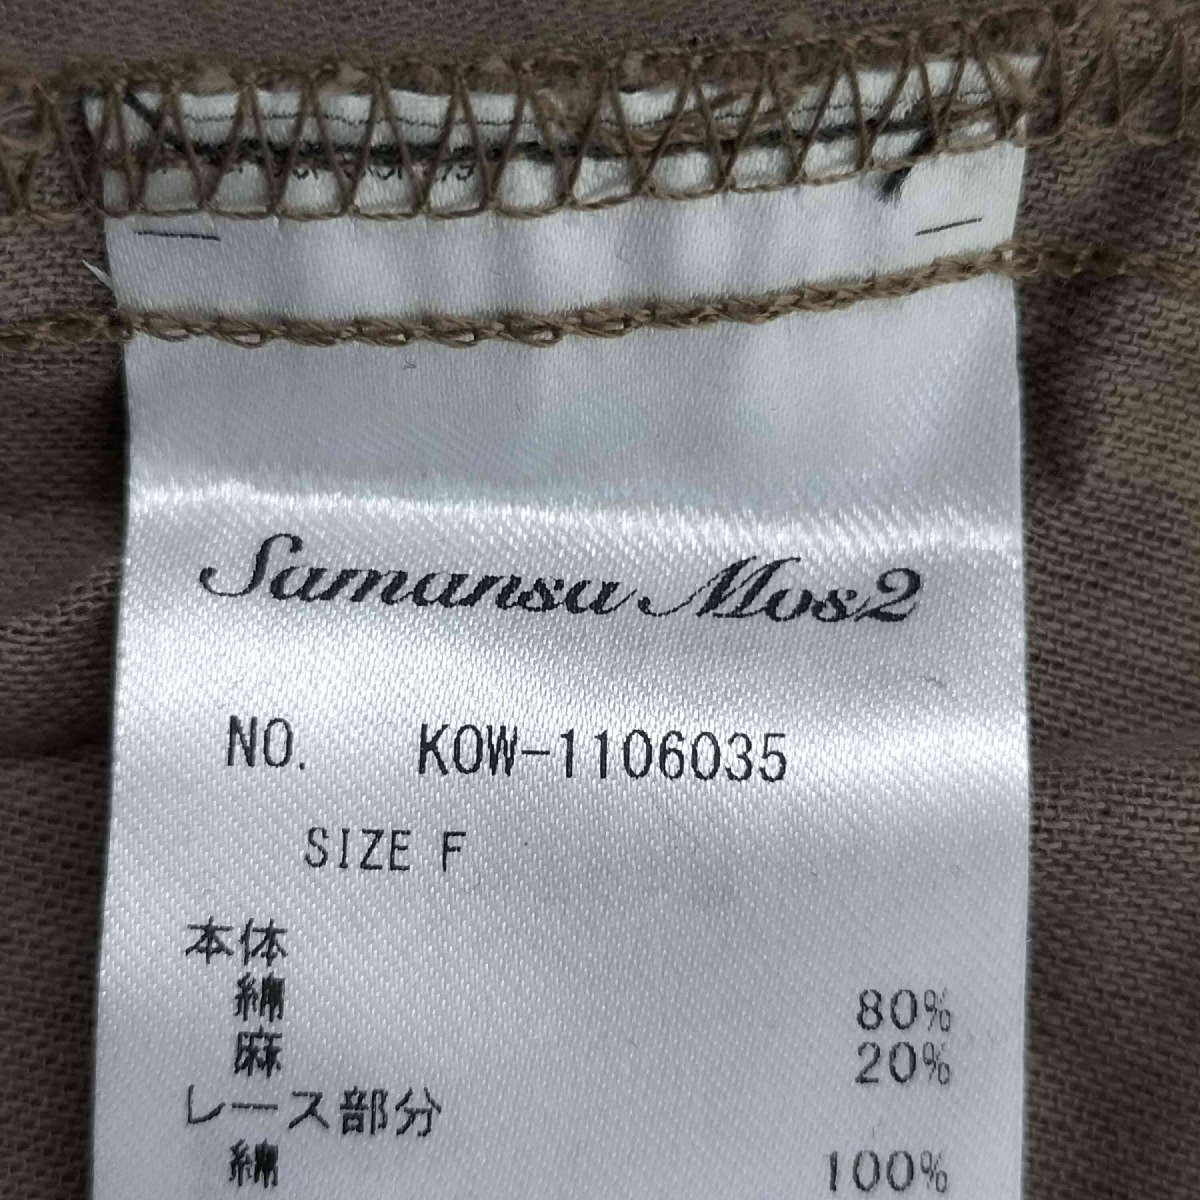 Samansa Mos2
NO. KOW-1106035
SIZE F
本体
綿 80%
麻 20%
レース部分
綿 100%